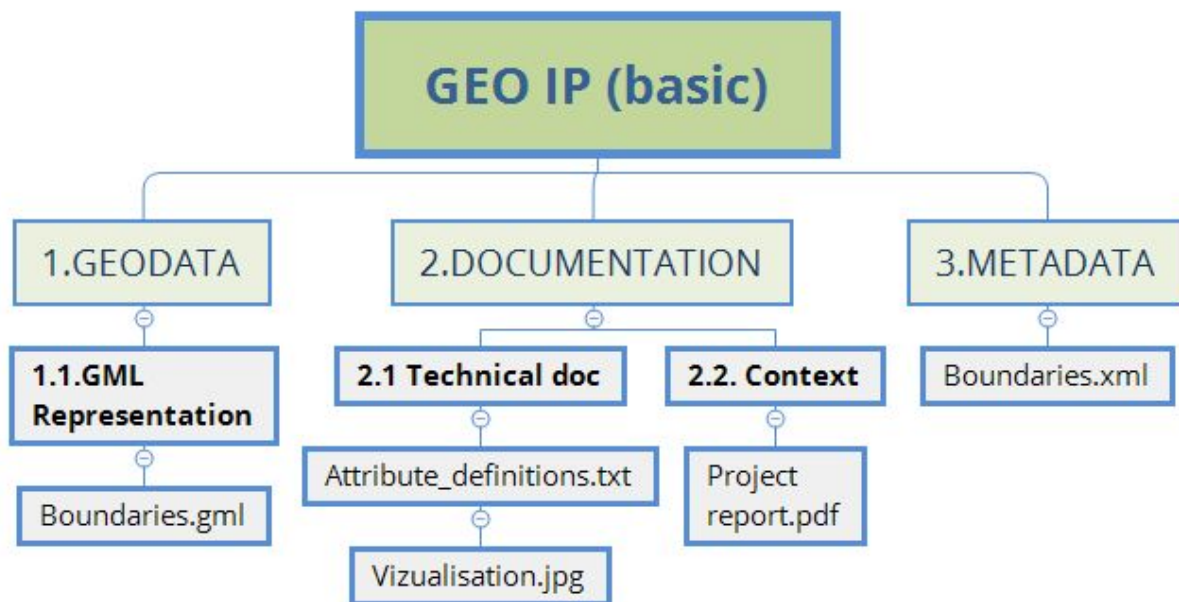 GEO IP (basic)
1.GEODATA
2.DOCUMENTATION
3.METADATA
1.1.GML
Representation
2.1 Technical doc
2.2. Context
Boundaries.xml
Boundaries.gml
Attribute_definitions.txt
Project
report.pdf
Vizualisation.jpg